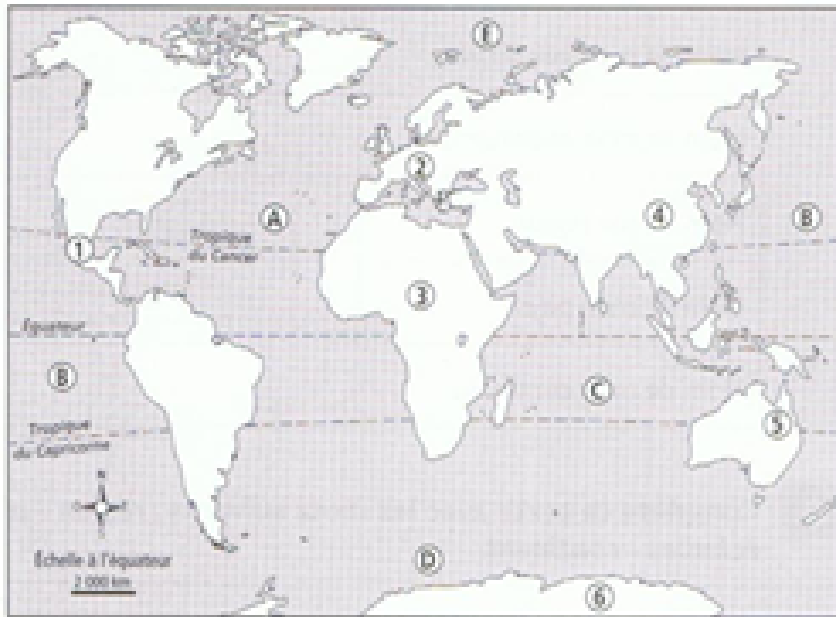 E
2
A
4
B
Tropique
du Cancer
1
3
Équateur
B
C
Tropique
du Capricorne
5
N
O
E
S
Échelle à l'équateur
2 000 km
D
6